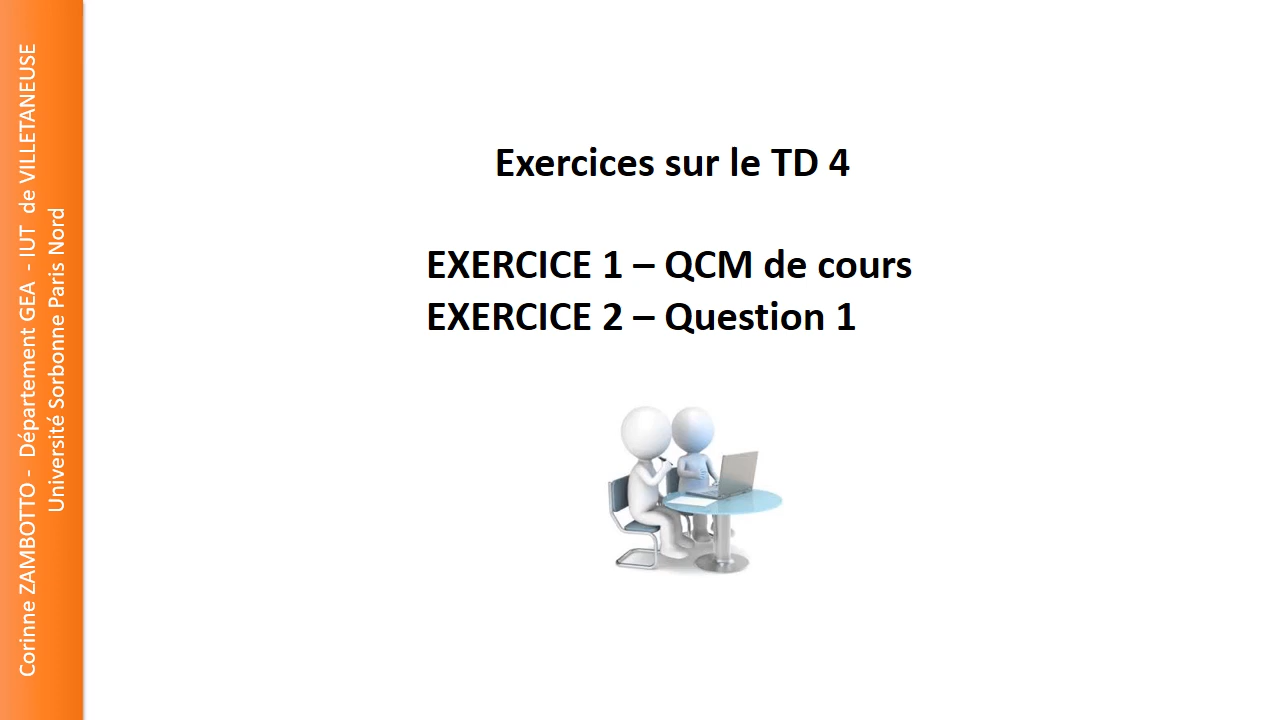 Corinne ZAMBOTTO - Département GEA - IUT de VILLETANEUSE
Université Sorbonne Paris Nord
Exercices sur le TD 4
EXERCICE 1 – QCM de cours
EXERCICE 2 – Question 1